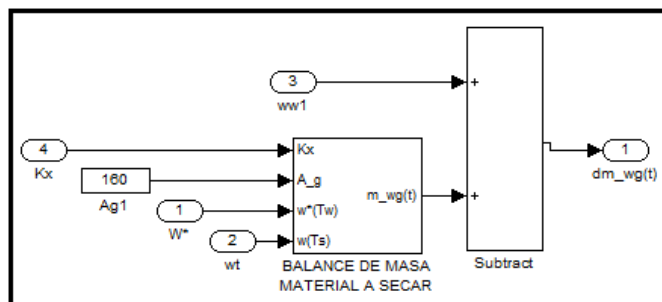 3
ww1
+
4
Kx
Kx
160
Ag1
A_g
1
W*
w*(Tw)
m_wg(t)
+
2
wt
w(Ts)
BALANCE DE MASA
MATERIAL A SECAR
Subtract
1
dm_wg(t)